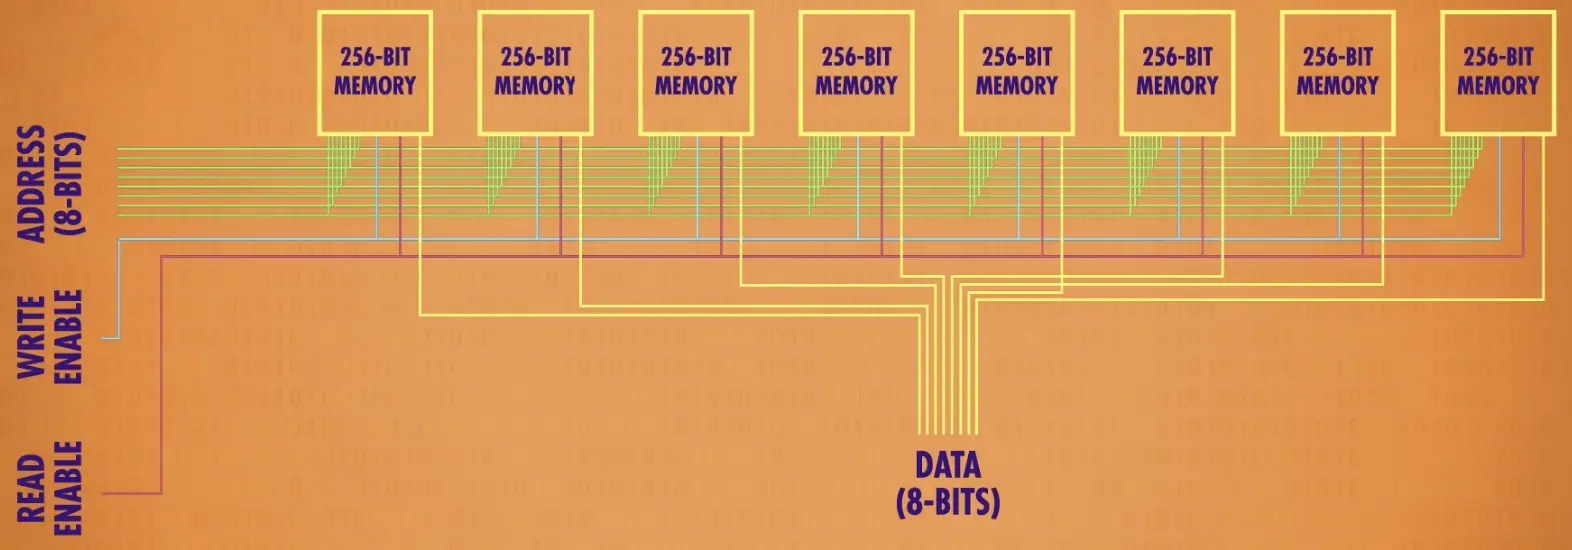 256-BIT
MEMORY
256-BIT
MEMORY
256-BIT
MEMORY
256-BIT
MEMORY
256-BIT
MEMORY
256-BIT
MEMORY
256-BIT
MEMORY
256-BIT
MEMORY
ADDRESS
(8-BITS)
WRITE
ENABLE
READ
ENABLE
DATA
(8-BITS)